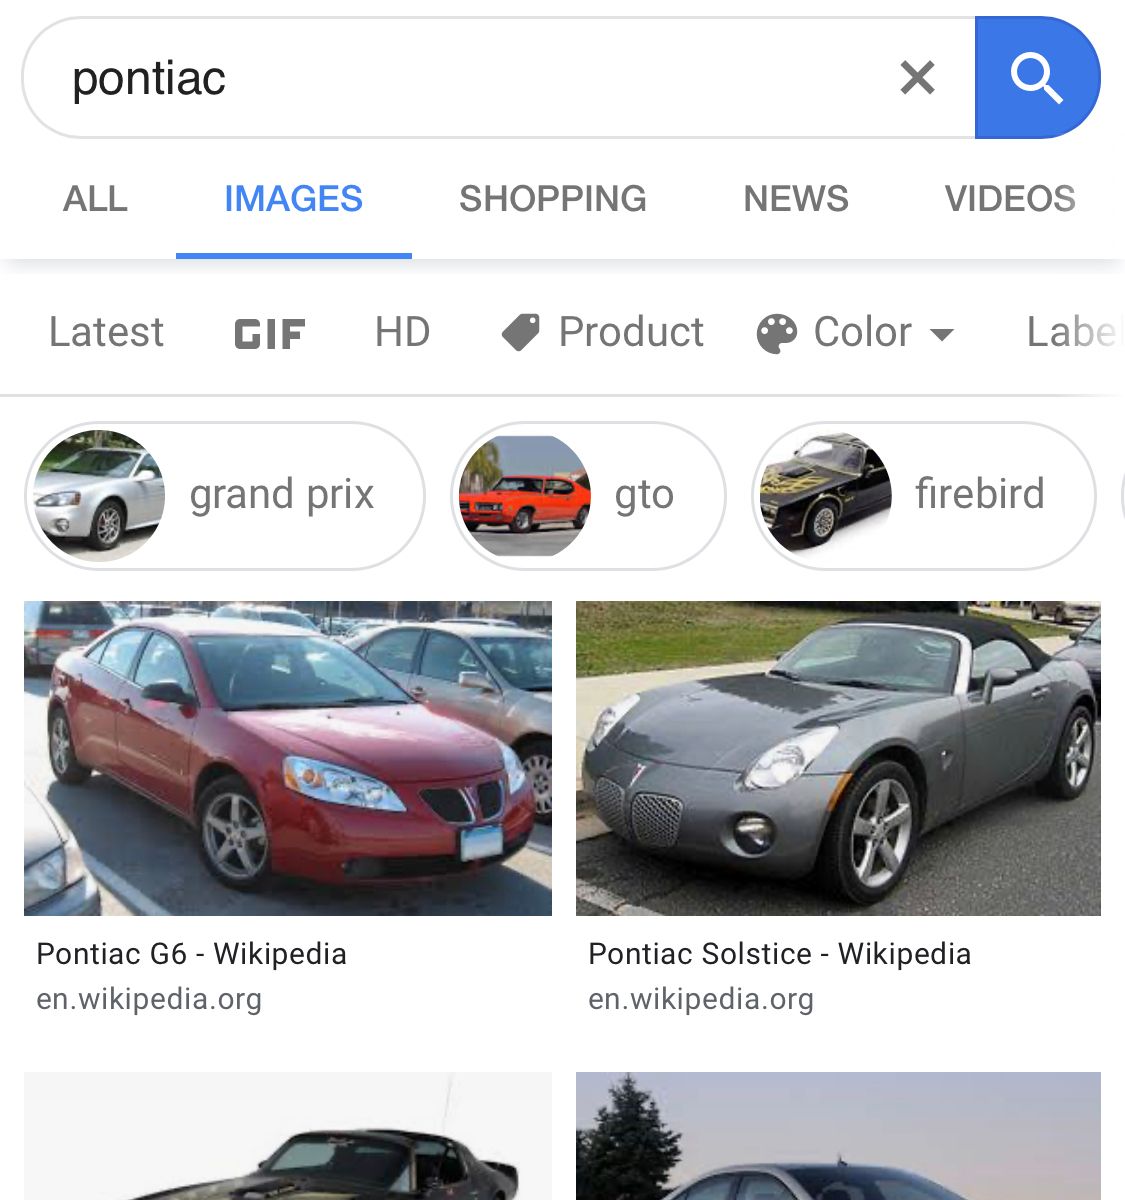 pontiac
ALL IMAGES SHOPPING NEWS VIDEOS
Latest GIF HD Product Color Labe
grand prix gto firebird
Pontiac G6 - Wikipedia
en.wikipedia.org
Pontiac Solstice - Wikipedia
en.wikipedia.org